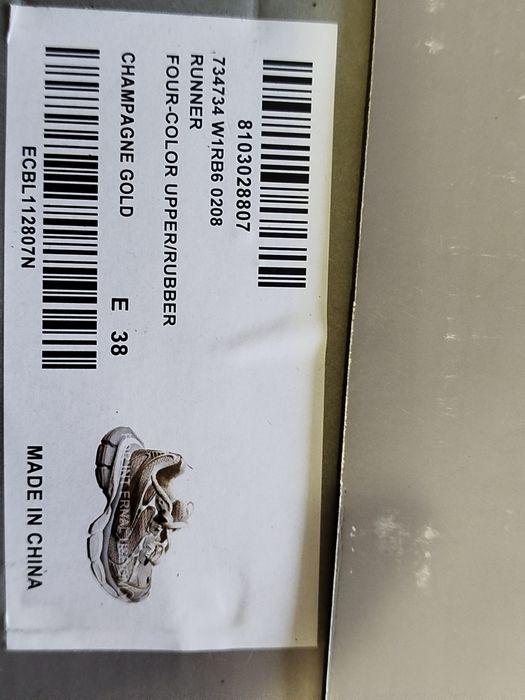 8103028807
734734 W1RB6 0208
RUNNER
FOUR-COLOR UPPER/RUBBER
CHAMPAGNE GOLD
E 38
ECBL112807N
MADE IN CHINA